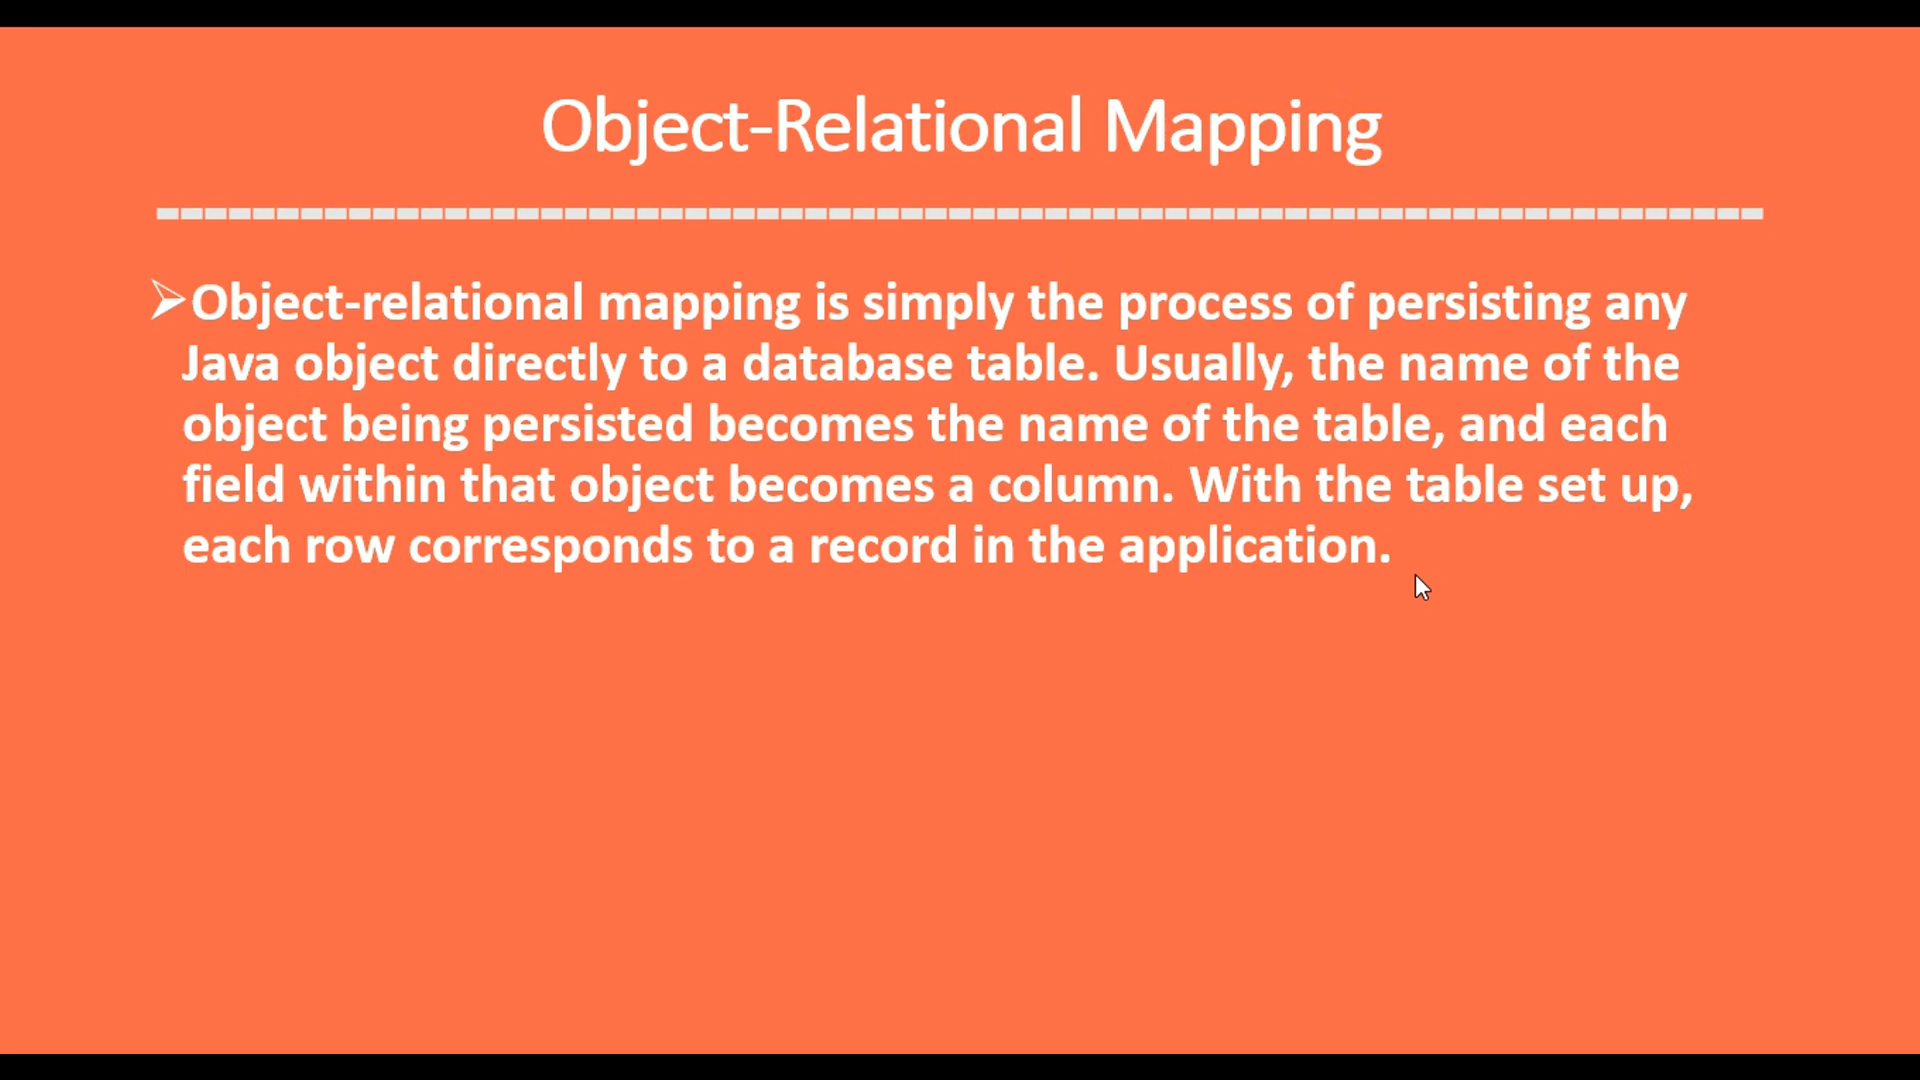 Object-Relational Mapping
➢Object-relational mapping is simply the process of persisting any
Java object directly to a database table. Usually, the name of the
object being persisted becomes the name of the table, and each
field within that object becomes a column. With the table set up,
each row corresponds to a record in the application.